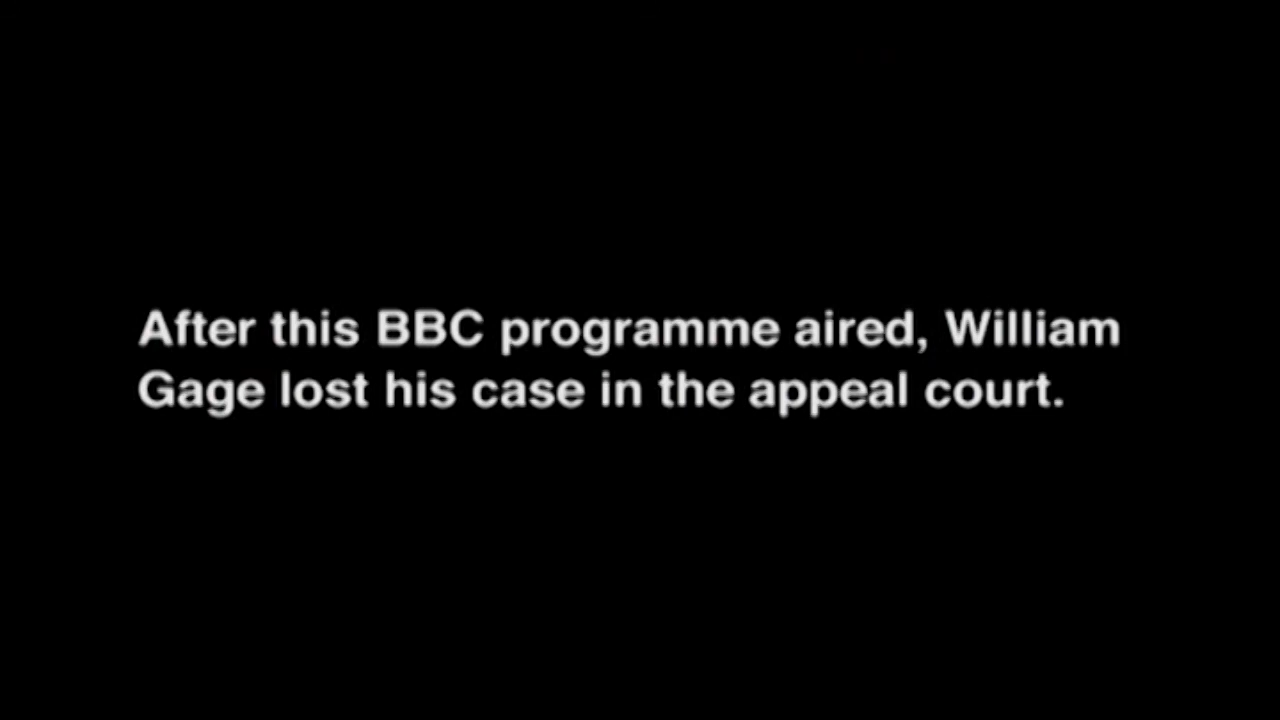 After this BBC programme aired, William
Gage lost his case in the appeal court.